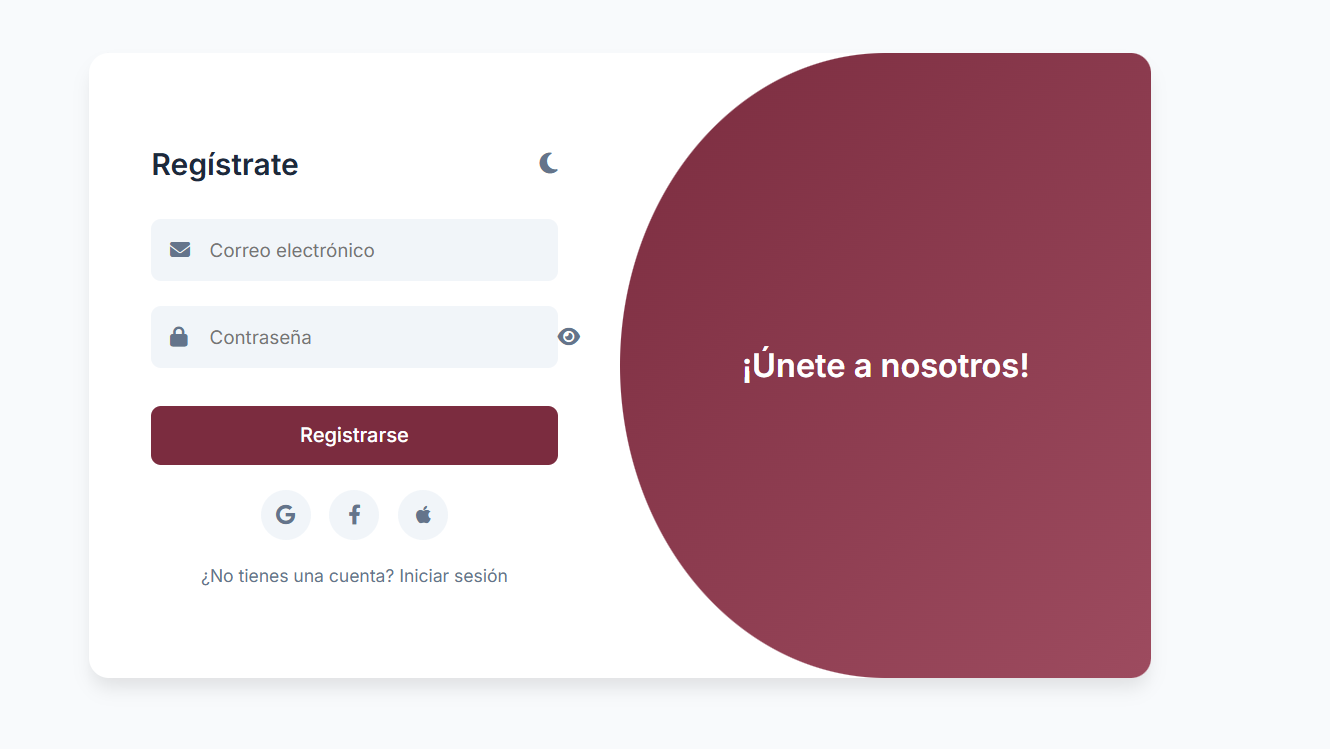 Regístrate
Correo electrónico
Contraseña
Registrarse
¿No tienes una cuenta? Iniciar sesión
¡Únete a nosotros!